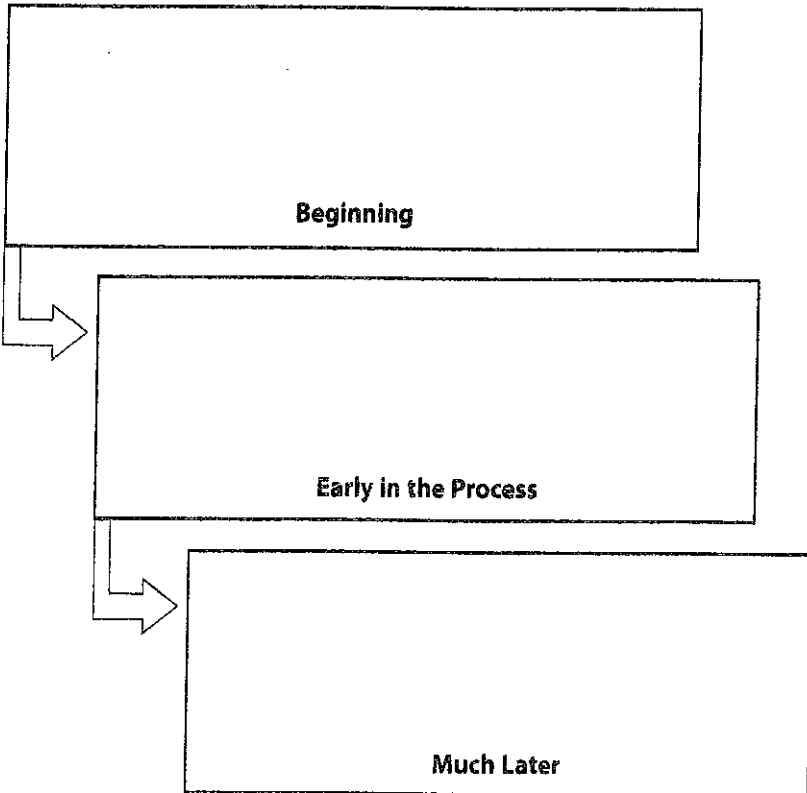 Beginning
Early in the Process
Much Later